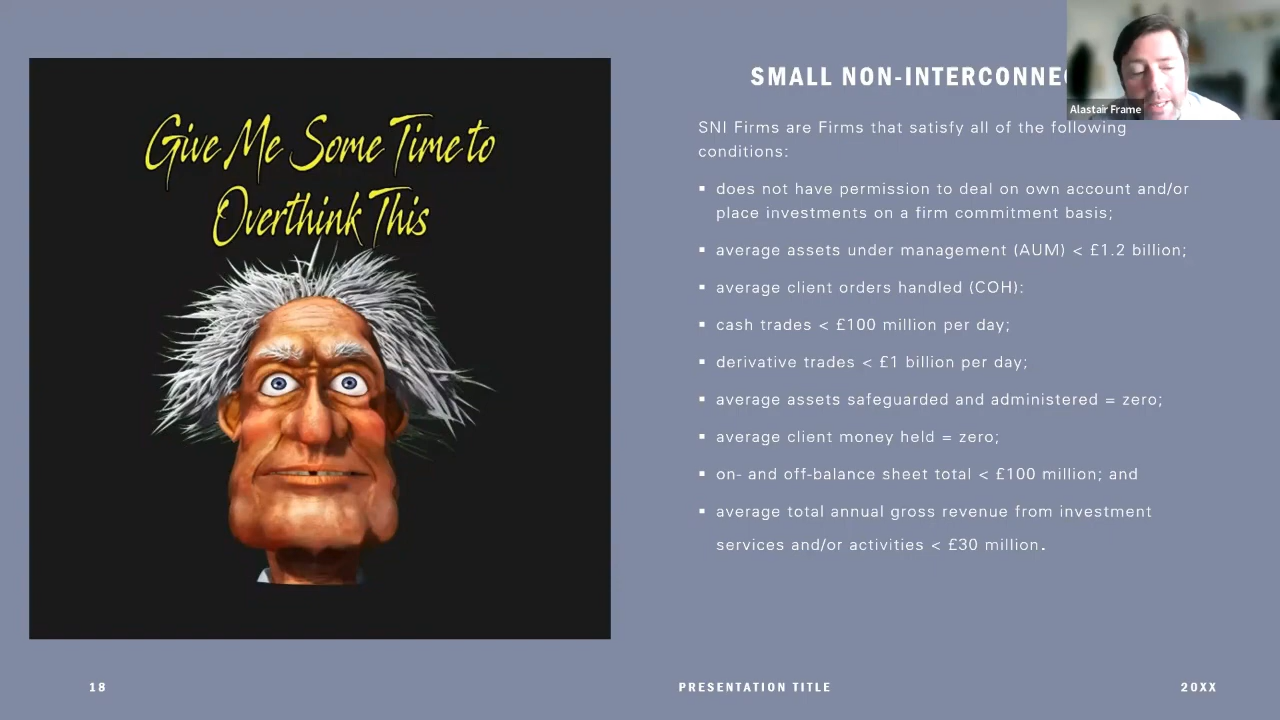 Give Me Some Time to
Overthink This
SMALL NON-INTERCONNEC
Alastair Frame
SNI Firms are Firms that satisfy all of the following
conditions:
▪ does not have permission to deal on own account and/or
place investments on a firm commitment basis;
▪ average assets under management (AUM) < £1.2 billion;
▪ average client orders handled (COH):
▪ cash trades < £100 million per day;
▪ derivative trades < £1 billion per day;
▪ average assets safeguarded and administered = zero;
▪ average client money held = zero;
▪ on- and off-balance sheet total < £100 million; and
▪ average total annual gross revenue from investment
services and/or activities < £30 million.
18
PRESENTATION TITLE
20XX